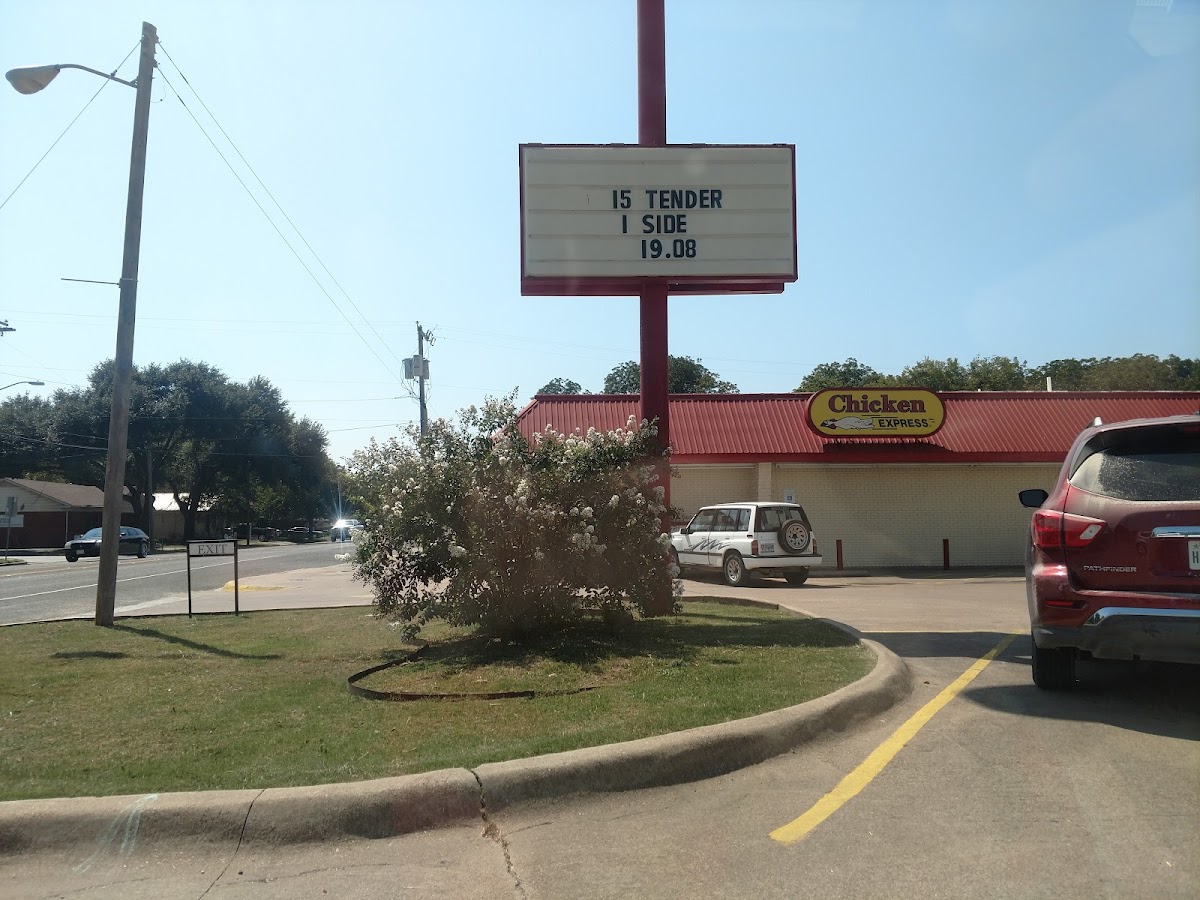 15 TENDER
1 SIDE
19.08
Chicken
EXPRESS
EXIT
PATHFINDER